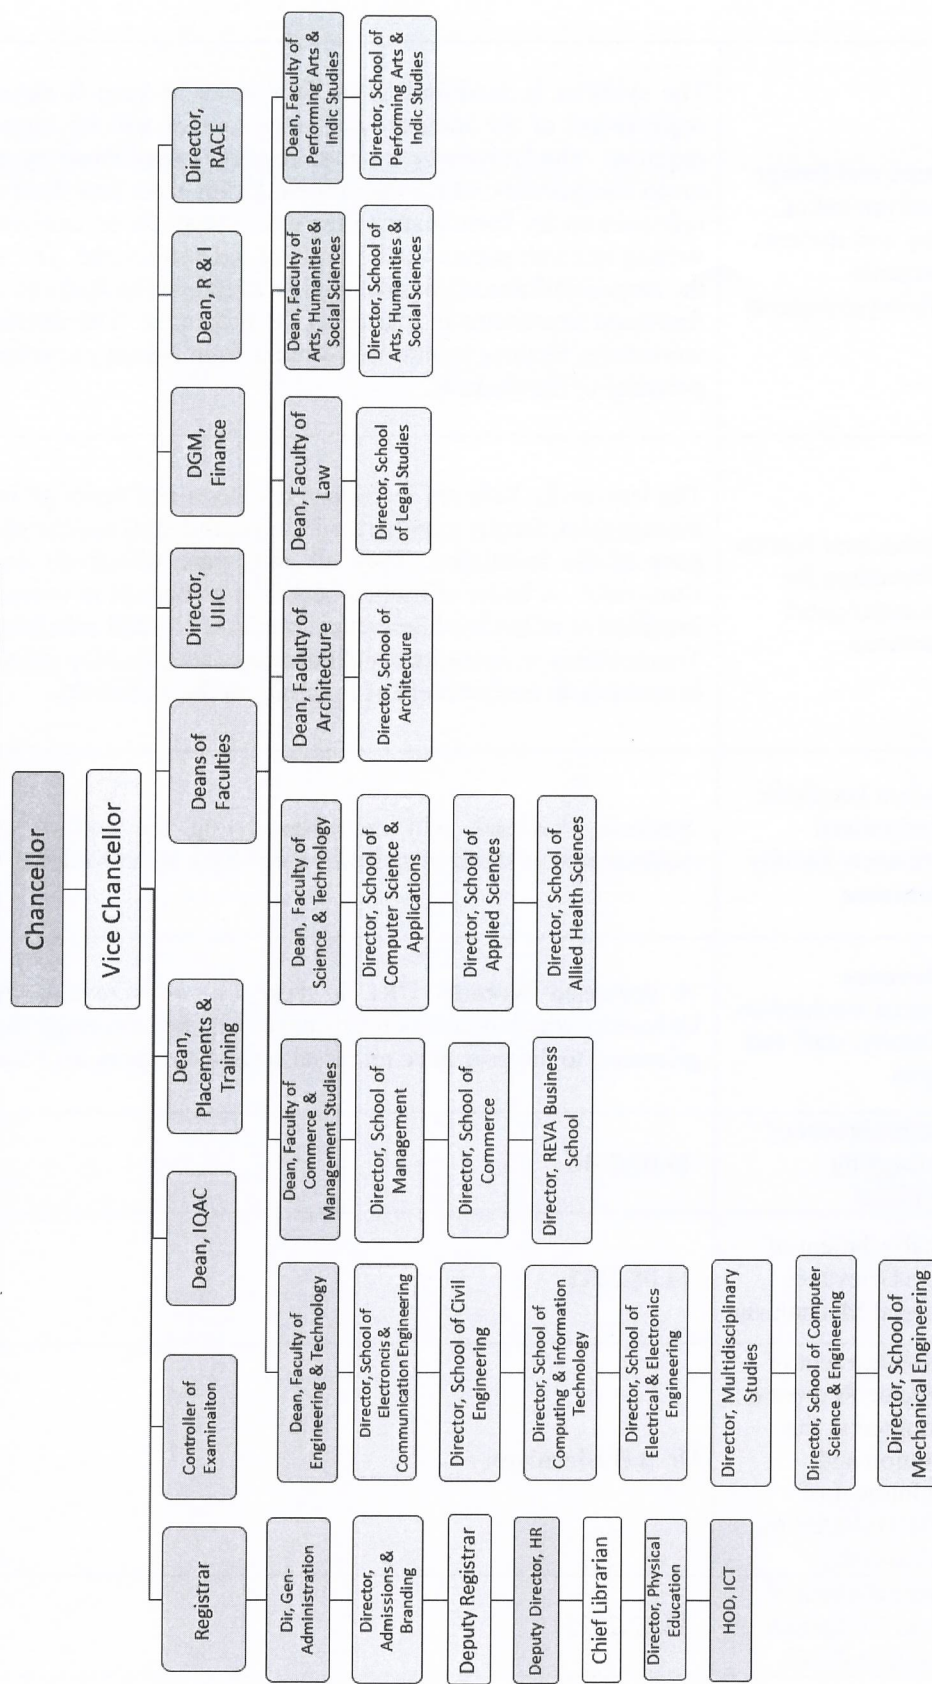 Chancellor
Vice Chancellor
Registrar
Controller of
Examinaiton
Dean, IQAC
Dean,
Placements &
Training
Deans of
Faculties
Director,
UIIC
DGM,
Finance
Dean, R & I
Director,
RACE
Dir, Gen-
Administration
Director,
Admissions &
Branding
Deputy Registrar
Deputy Director, HR
Chief Librarian
Director, Physical
Education
HOD, ICT
Dean, Faculty of
Engineering & Technology
Director, School of
Electroncis &
Communication Engineering
Director, School of Civil
Engineering
Director, School of
Computing & information
Technology
Director, School of
Electrical & Electronics
Engineering
Director, Multidisciplinary
Studies
Director, School of Computer
Science & Engineering
Director, School of
Mechanical Engineering
Dean, Faculty of
Commerce &
Management Studies
Director, School of
Management
Director, School of
Commerce
Director, REVA Business
School
Dean, Faculty of
Science & Technology
Director, School of
Computer Science &
Applications
Director, School of
Applied Sciences
Director, School of
Allied Health Sciences
Dean, Facluty of
Architecture
Director, School of
Architecture
Dean, Faculty of
Law
Director, School
of Legal Studies
Dean, Faculty of
Arts, Humanities &
Social Sciences
Director, School of
Arts, Humanities &
Social Sciences
Dean, Faculty of
Performing Arts &
Indic Studies
Director, School of
Performing Arts &
Indic Studies